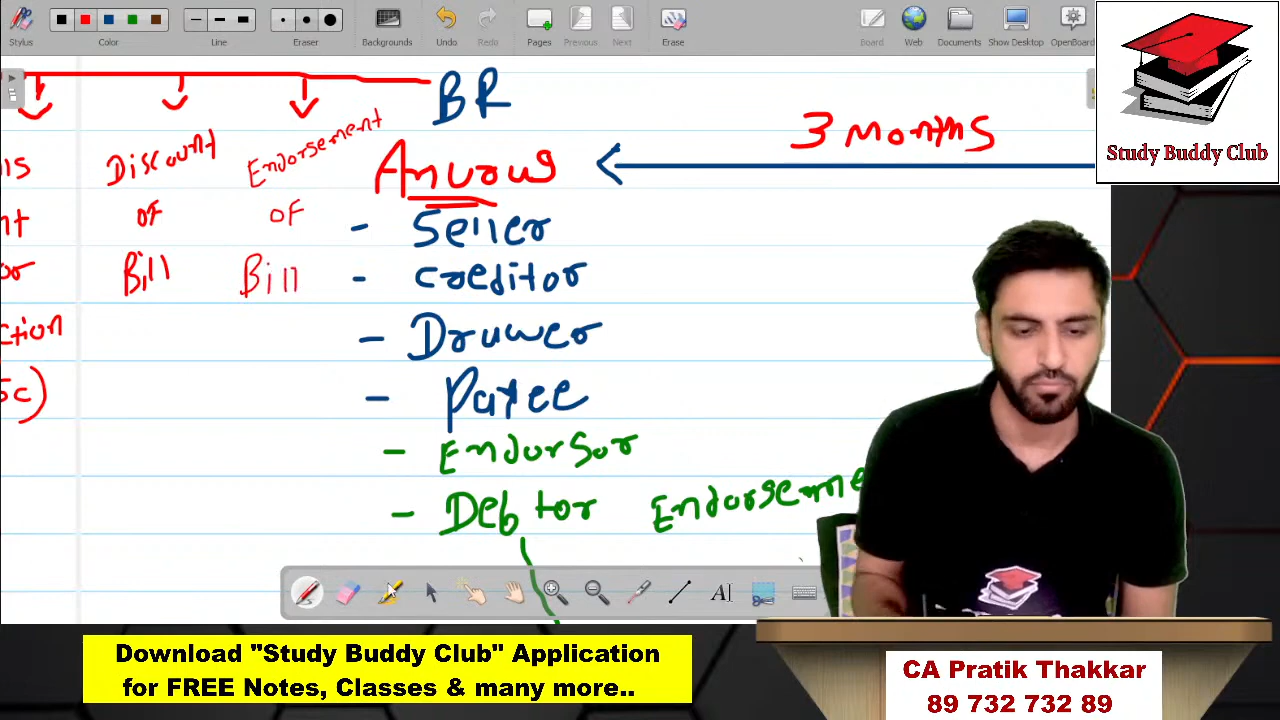 Stylus
Color
Line
Eraser
Backgrounds
Undo
Redo
Pages
Previous
Next
Erase
Board
Web
Documents
Show Desktop
OpenBoard
Study Buddy Club
BR
3 months
Discount
of
Bill
Endorsement
OF
Bill
ction
5c)
- Seller
- creditor
- Drawer
Payee
- Endorsor
- Debtor
Endorseme
Download "Study Buddy Club" Application
for FREE Notes, Classes & many more..
CA Pratik Thakkar
89 732 732 89